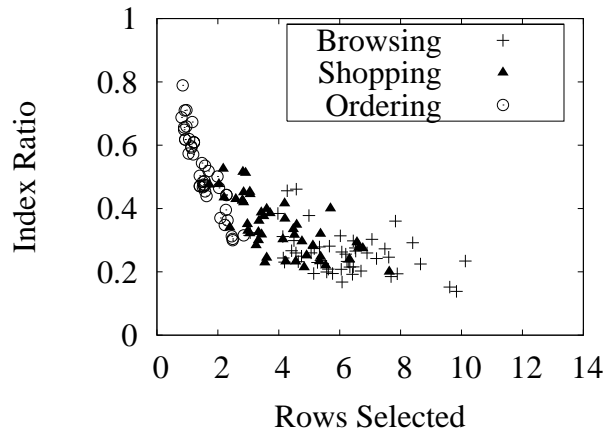 1
Browsing
Shopping
Ordering
0.8
0.6
0.4
0.2
0
Index Ratio
0 2 4 6 8 10 12 14
Rows Selected